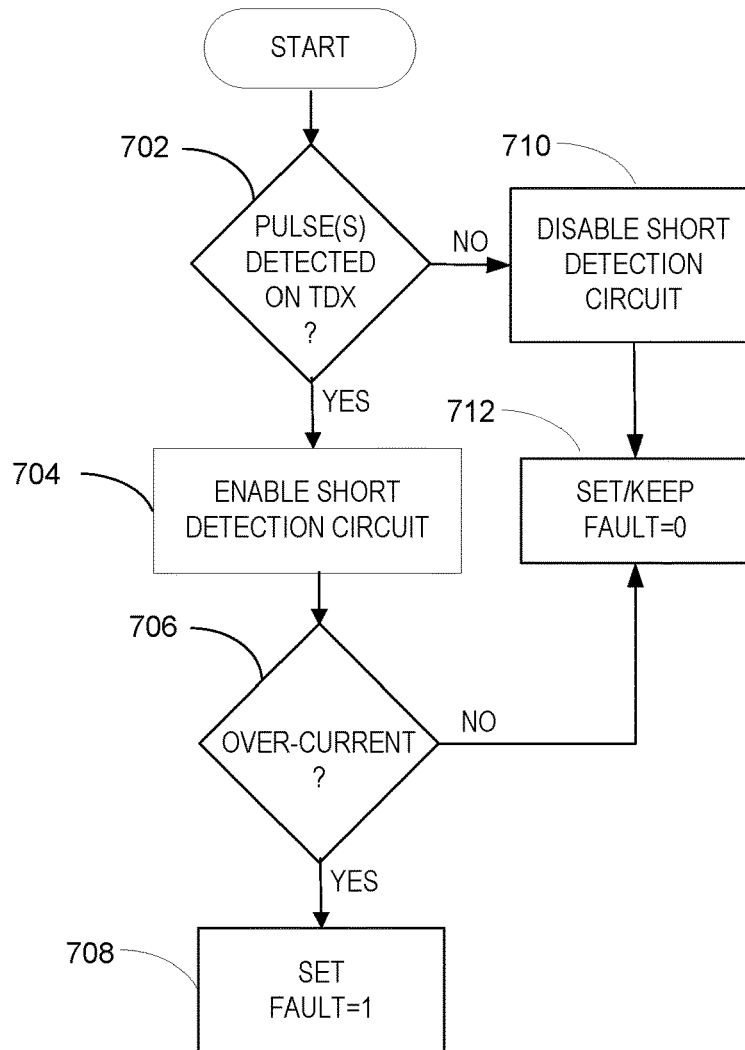 START
702
PULSE(S)
DETECTED
ON TDX
?
NO
710
DISABLE SHORT
DETECTION
CIRCUIT
YES
712
SET/KEEP
FAULT=0
704
ENABLE SHORT
DETECTION CIRCUIT
706
OVER-CURRENT
?
NO
YES
708
SET
FAULT=1